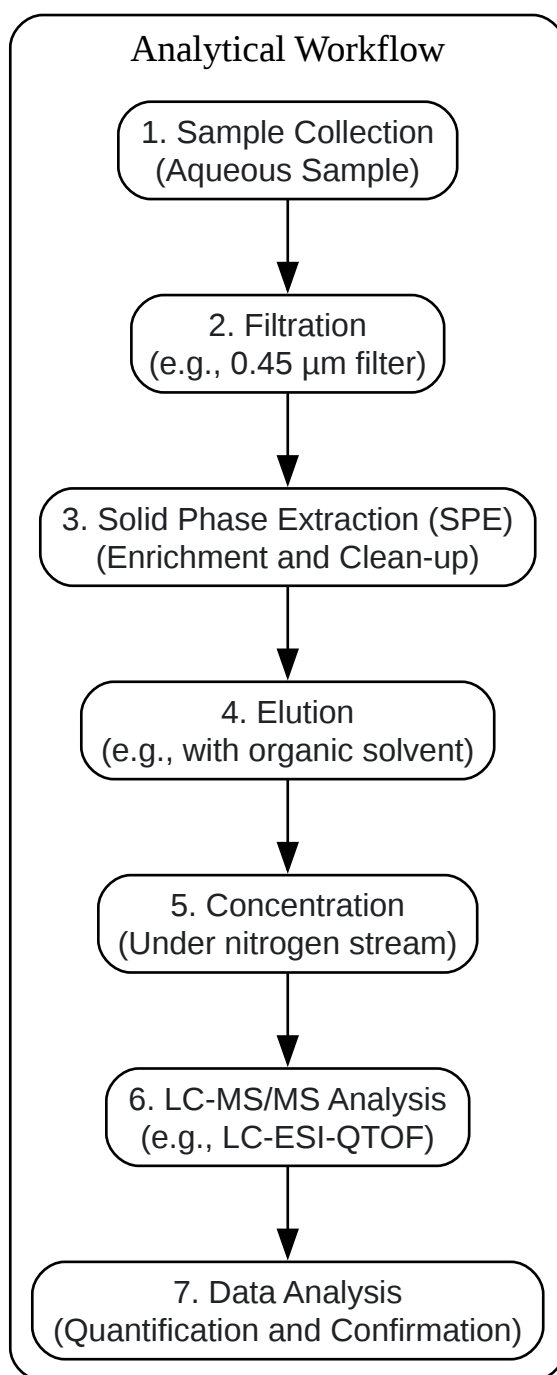 Analytical Workflow
1. Sample Collection
(Aqueous Sample)
2. Filtration
(e.g., 0.45 µm filter)
3. Solid Phase Extraction (SPE)
(Enrichment and Clean-up)
4. Elution
(e.g., with organic solvent)
5. Concentration
(Under nitrogen stream)
6. LC-MS/MS Analysis
(e.g., LC-ESI-QTOF)
7. Data Analysis
(Quantification and Confirmation)